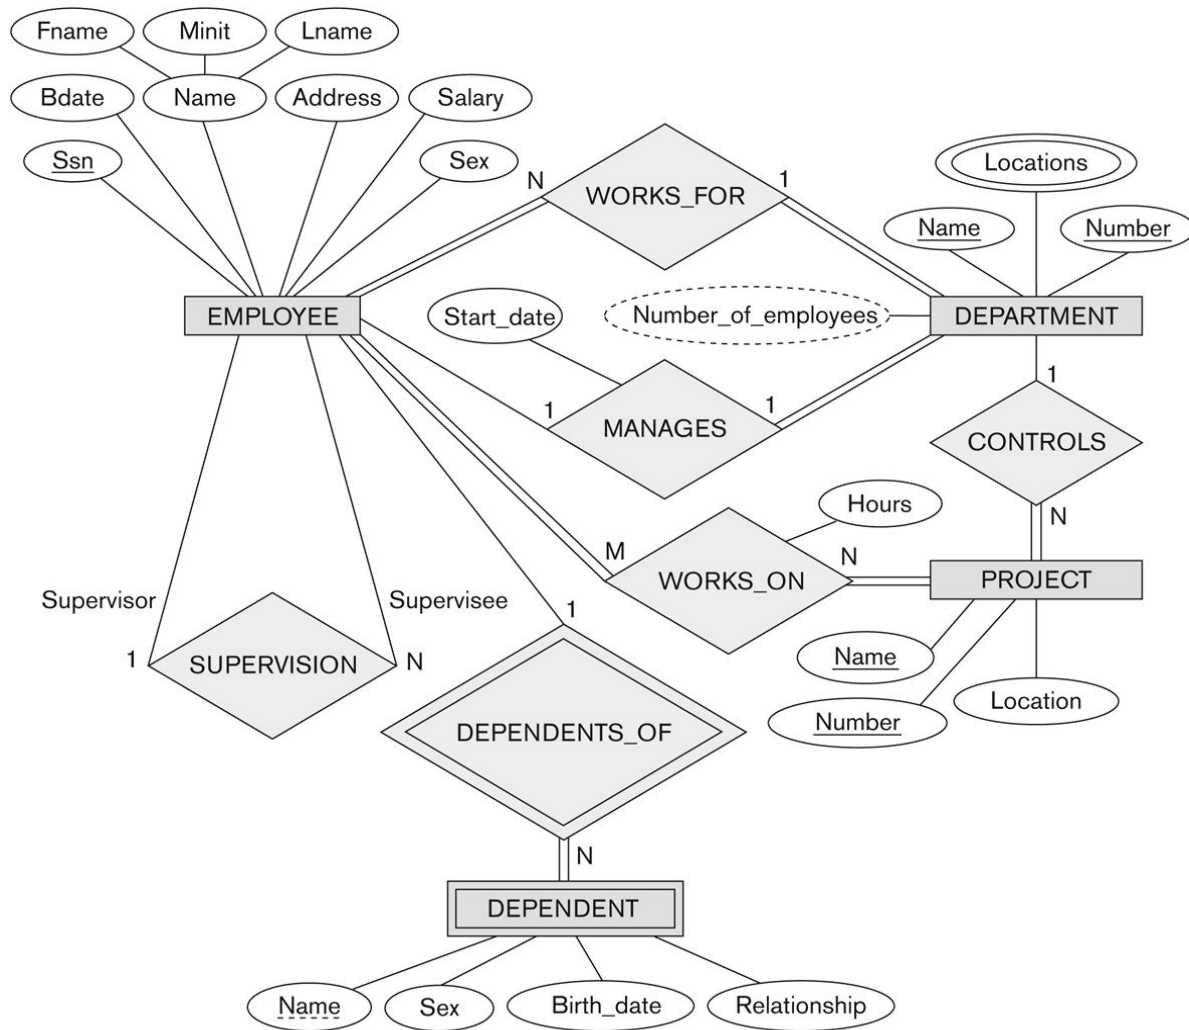 Fname
Minit
Lname
Bdate
Name
Address
Salary
Ssn
Sex
Locations
Name
Number
N
WORKS_FOR
1
EMPLOYEE
Start_date
Number_of_employees
DEPARTMENT
1
MANAGES
1
1
CONTROLS
N
Hours
M
WORKS_ON
N
PROJECT
Supervisor
Supervisee
1
SUPERVISION
N
1
Name
Number
Location
DEPENDENTS_OF
N
DEPENDENT
Name
Sex
Birth_date
Relationship